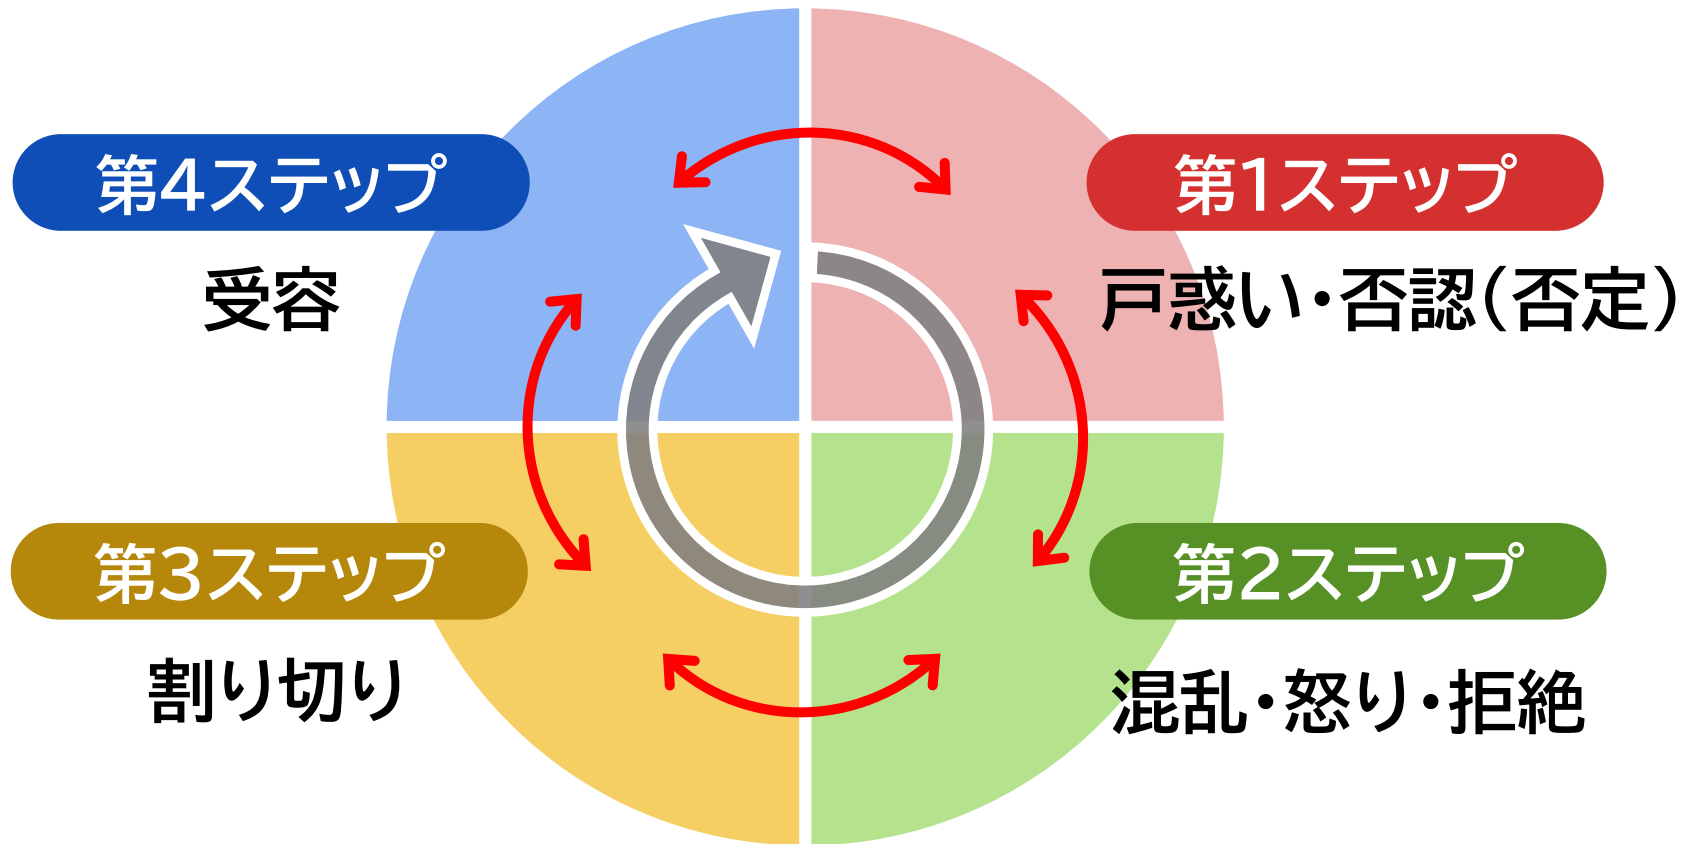 第1ステップ
戸惑い・否認(否定)
第2ステップ
混乱・怒り・拒絶
第3ステップ
割り切り
第4ステップ
受容